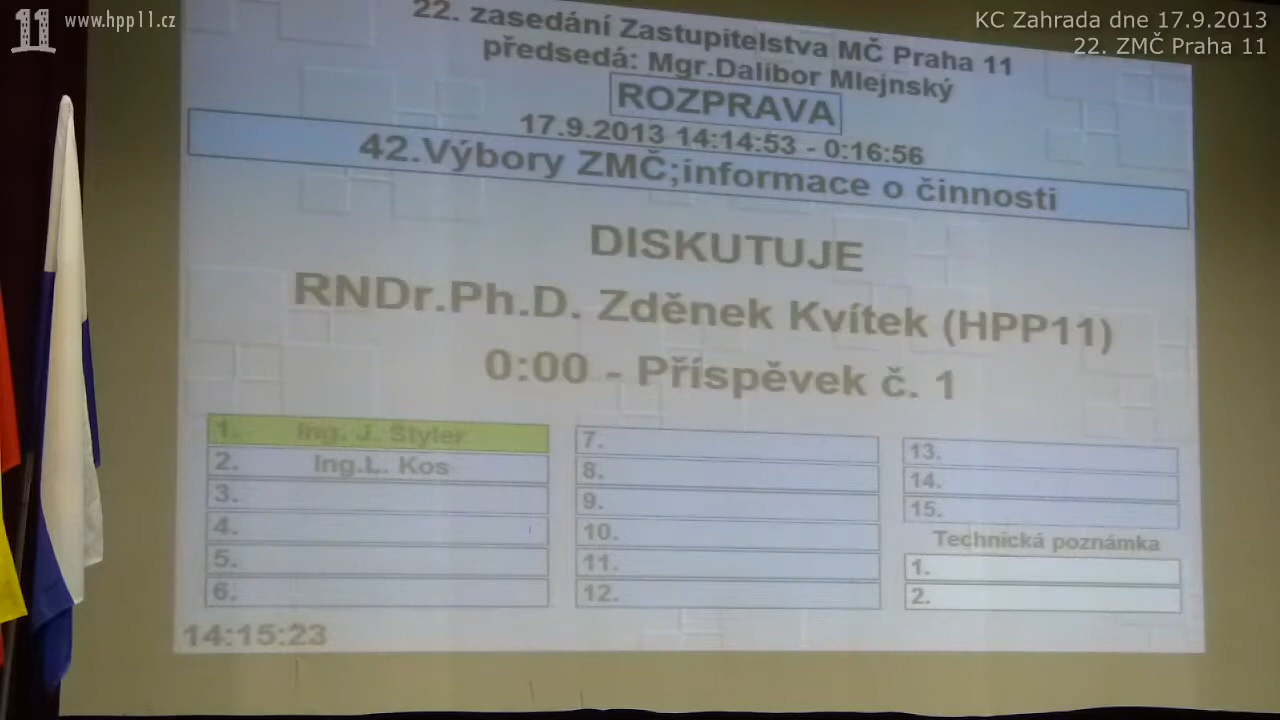 11 www.hpp11.cz
KC Zahrada dne 17.9.2013
22. ZMČ Praha 11
22. zasedání Zastupitelstva MČ Praha 11
předsedá: Mgr.Dalibor Mlejnský
ROZPRAVA
17.9.2013 14:14:53 - 0:16:56
42.Výbory ZMČ;informace o činnosti
DISKUTUJE
RNDr.Ph.D. Zděnek Kvítek (HPP11)
0:00 - Příspěvek č. 1
1. Ing. J. Štyler
2. Ing.L. Kos
3.
4.
5.
6.
7.
8.
9.
10.
11.
12.
13.
14.
15.
Technická poznámka
1.
2.
14:15:23